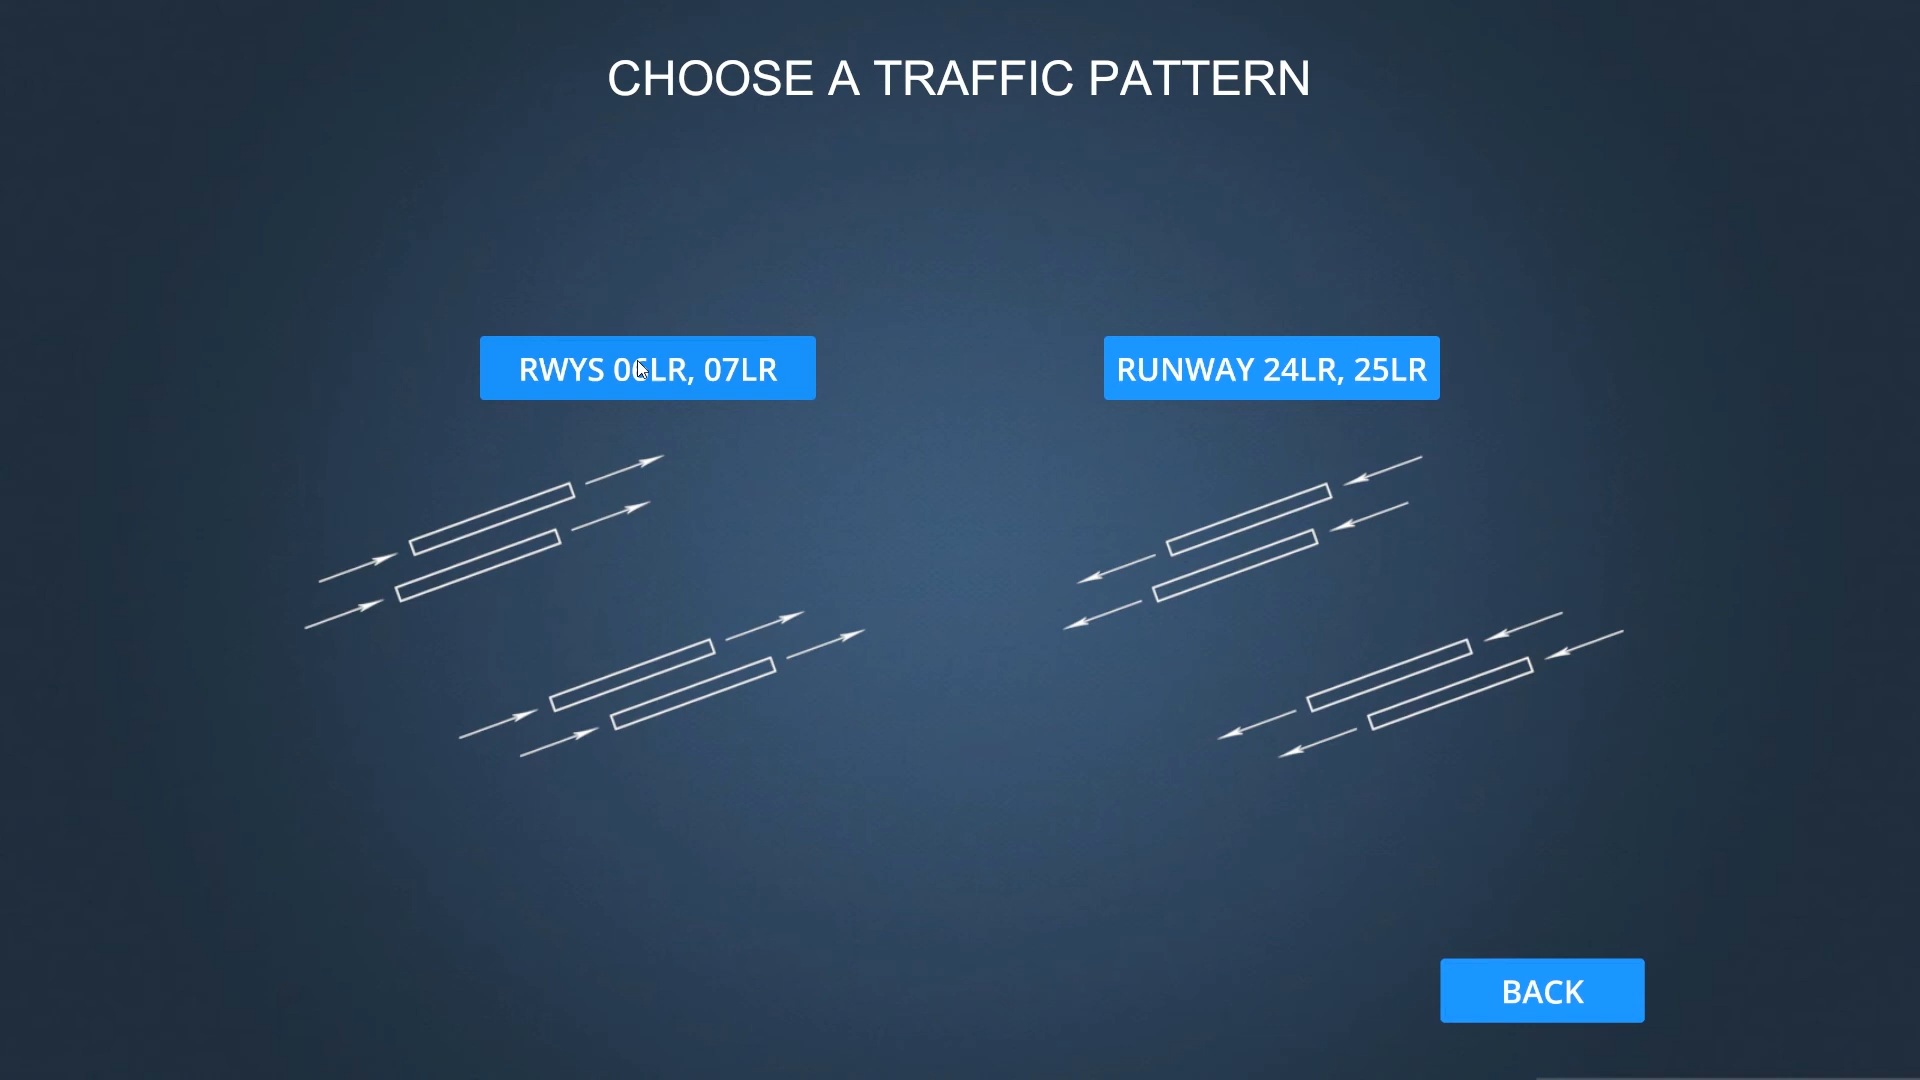 CHOOSE A TRAFFIC PATTERN
RWYS 06LR, 07LR
RUNWAY 24LR, 25LR
BACK